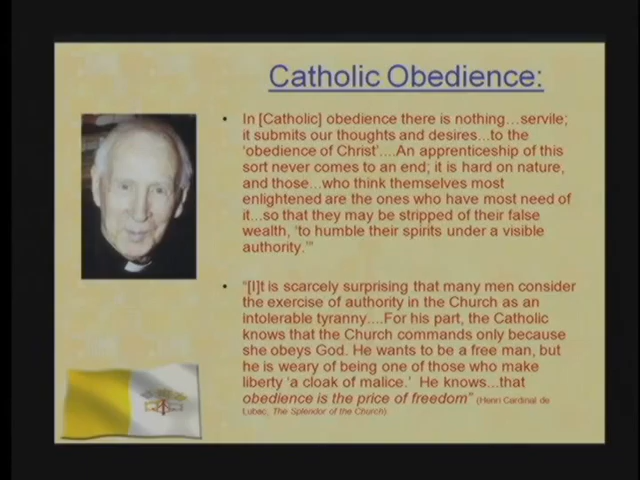 Catholic Obedience:
• In [Catholic] obedience there is nothing…servile;
it submits our thoughts and desires...to the
'obedience of Christ'….An apprenticeship of this
sort never comes to an end; it is hard on nature,
and those...who think themselves most
enlightened are the ones who have most need of
it...so that they may be stripped of their false
wealth, 'to humble their spirits under a visible
authority.'"
• "[I]t is scarcely surprising that many men consider
the exercise of authority in the Church as an
intolerable tyranny....For his part, the Catholic
knows that the Church commands only because
she obeys God. He wants to be a free man, but
he is weary of being one of those who make
liberty 'a cloak of malice.' He knows...that
obedience is the price of freedom" (Henri Cardinal de
Lubac, The Splendor of the Church)